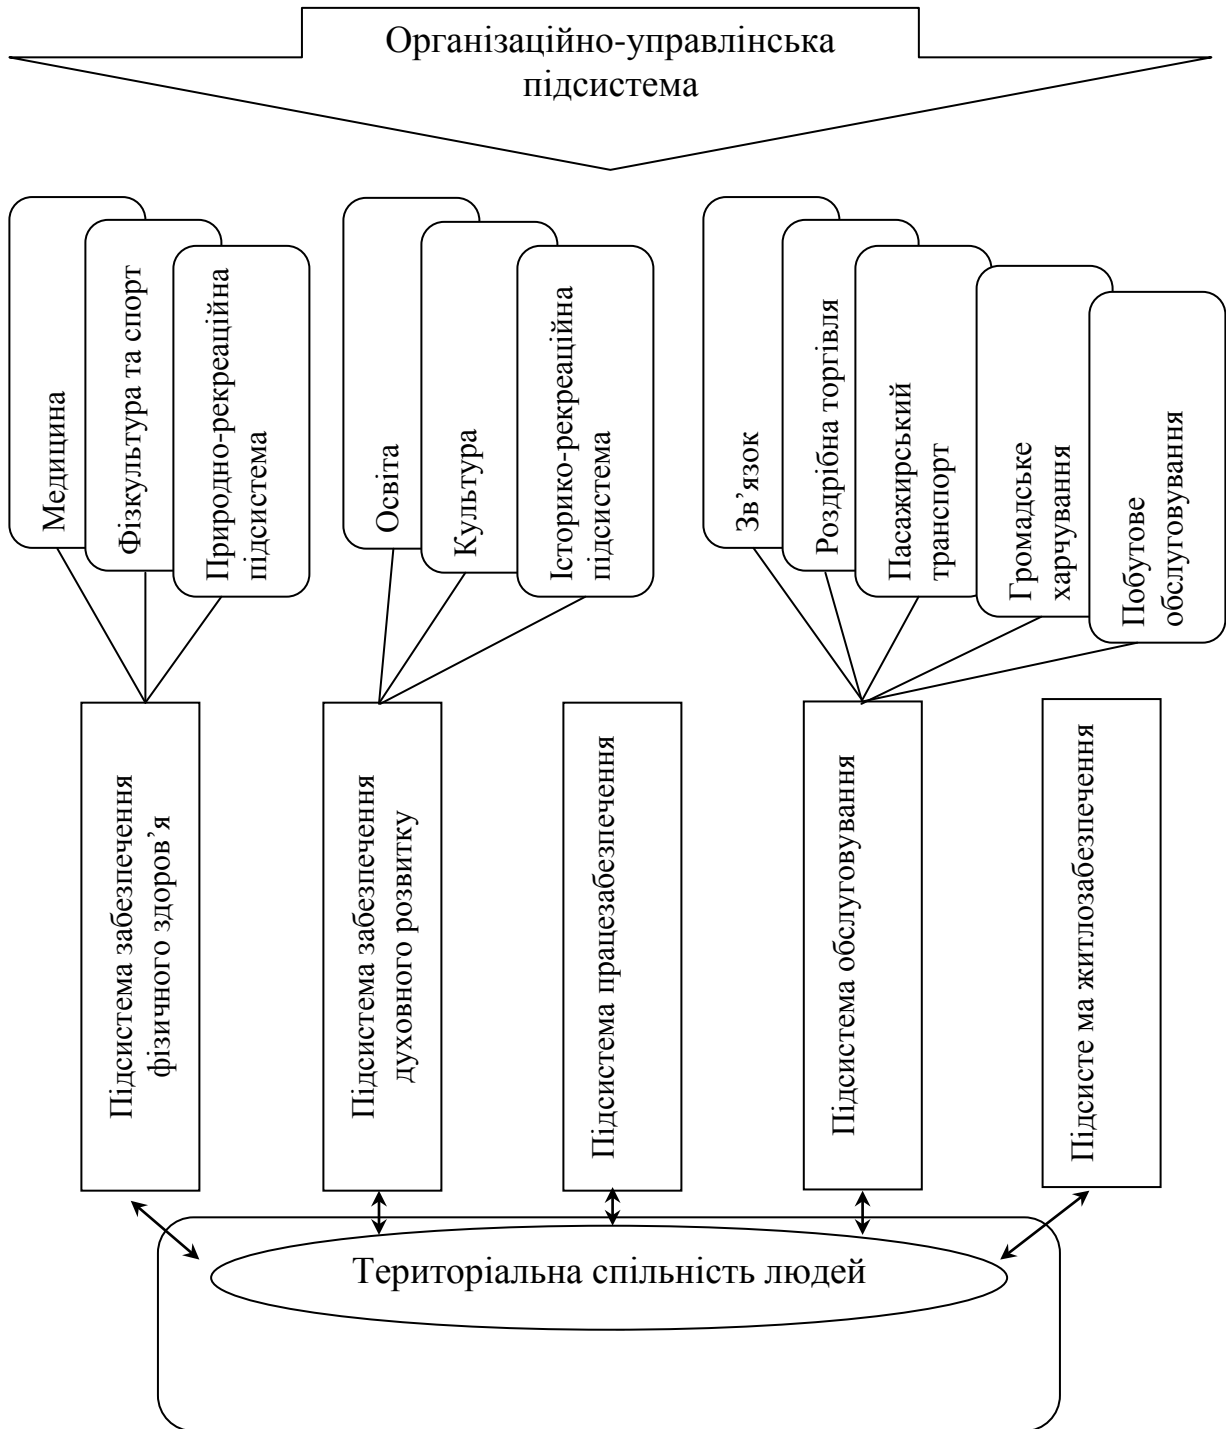 Організаційно-управлінська
підсистема
Медицина
Фізкультура та спорт
Природно-рекреаційна
підсистема
Освіта
Культура
Історико-рекреаційна
підсистема
Зв’язок
Роздрібна торгівля
Пасажирський
транспорт
Громадське
харчування
Побутове
обслуговування
Підсистема забезпечення
фізичного здоров’я
Підсистема забезпечення
духовного розвитку
Підсистема працезабезпечення
Підсистема обслуговування
Підсисте ма житлозабезпечення
Територіальна спільність людей